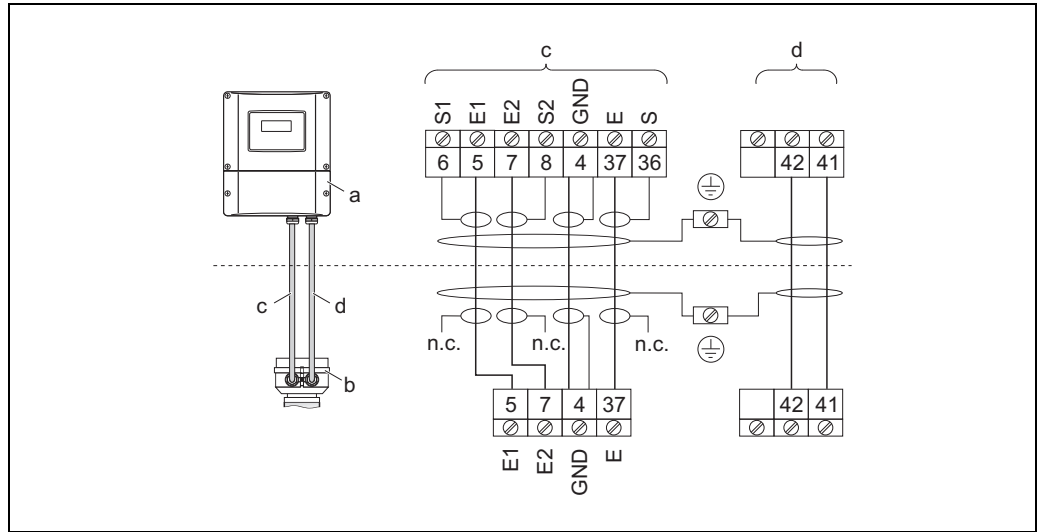 c
d
S1 E1 E2 S2 GND E S
6 5 7 8 4 37 36
42 41
a
c
d
b
n.c. n.c. n.c.
5 7 4 37
42 41
E1 E2 GND E